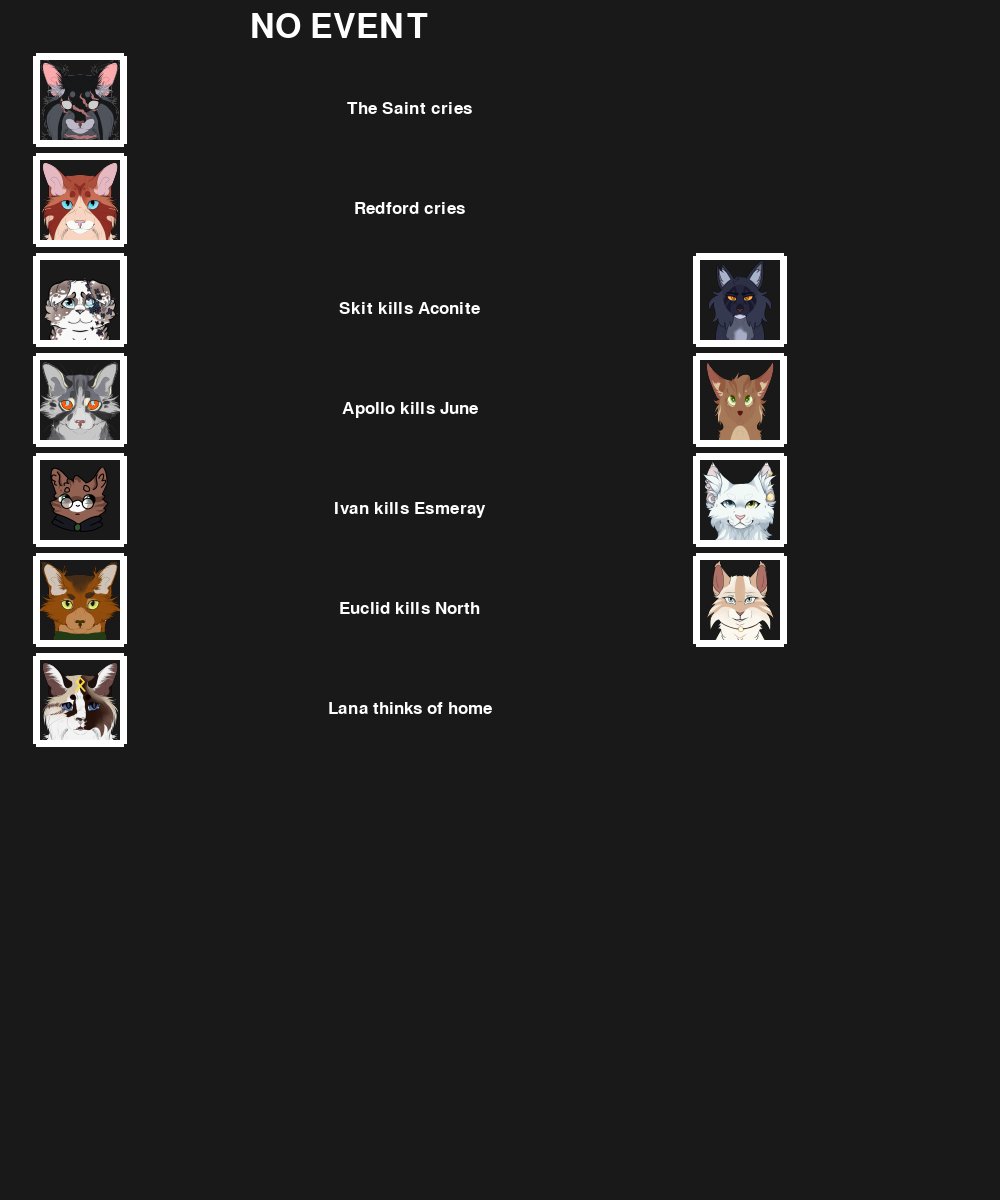 NO EVENT
The Saint cries
Redford cries
Skit kills Aconite
Apollo kills June
Ivan kills Esmeray
Euclid kills North
Lana thinks of home